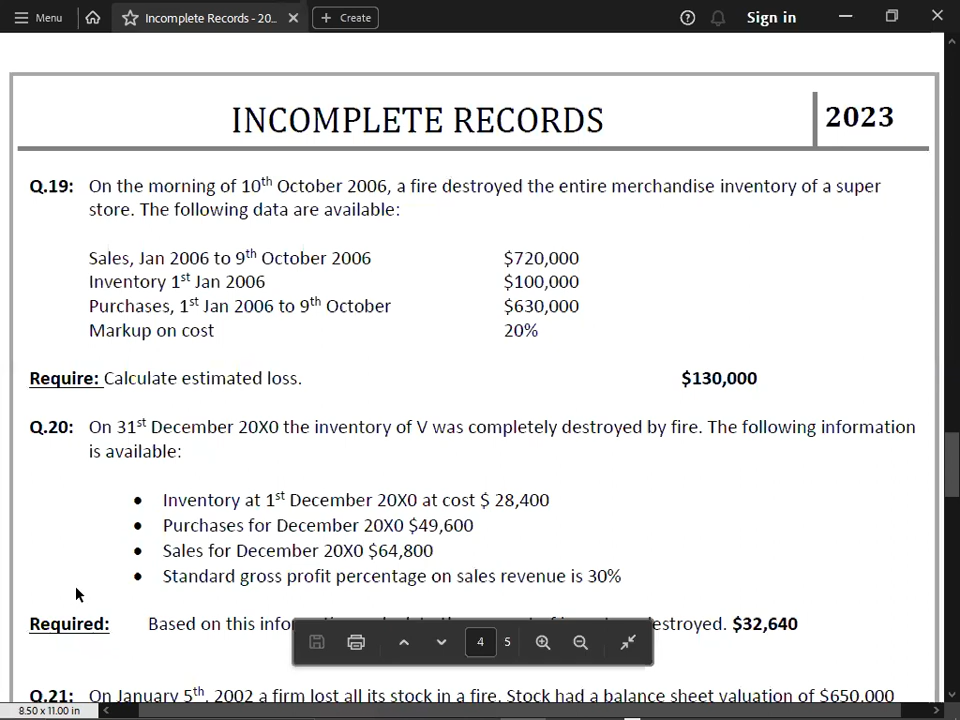 Menu
Incomplete Records - 20...
Create
Sign in
INCOMPLETE RECORDS
2023
Q.19: On the morning of 10th October 2006, a fire destroyed the entire merchandise inventory of a super
store. The following data are available:
Sales, Jan 2006 to 9th October 2006 $720,000
Inventory 1st Jan 2006 $100,000
Purchases, 1st Jan 2006 to 9th October $630,000
Markup on cost 20%
Require: Calculate estimated loss. $130,000
Q.20: On 31st December 20X0 the inventory of V was completely destroyed by fire. The following information
is available:
• Inventory at 1st December 20X0 at cost $ 28,400
• Purchases for December 20X0 $49,600
• Sales for December 20X0 $64,800
• Standard gross profit percentage on sales revenue is 30%
Required: Based on this destroyed. $32,640
4 5
Q.21: On January 5th, 2002 a firm lost all its stock in a fire. Stock had a balance sheet valuation of $650,000
8.50 x 11.00 in